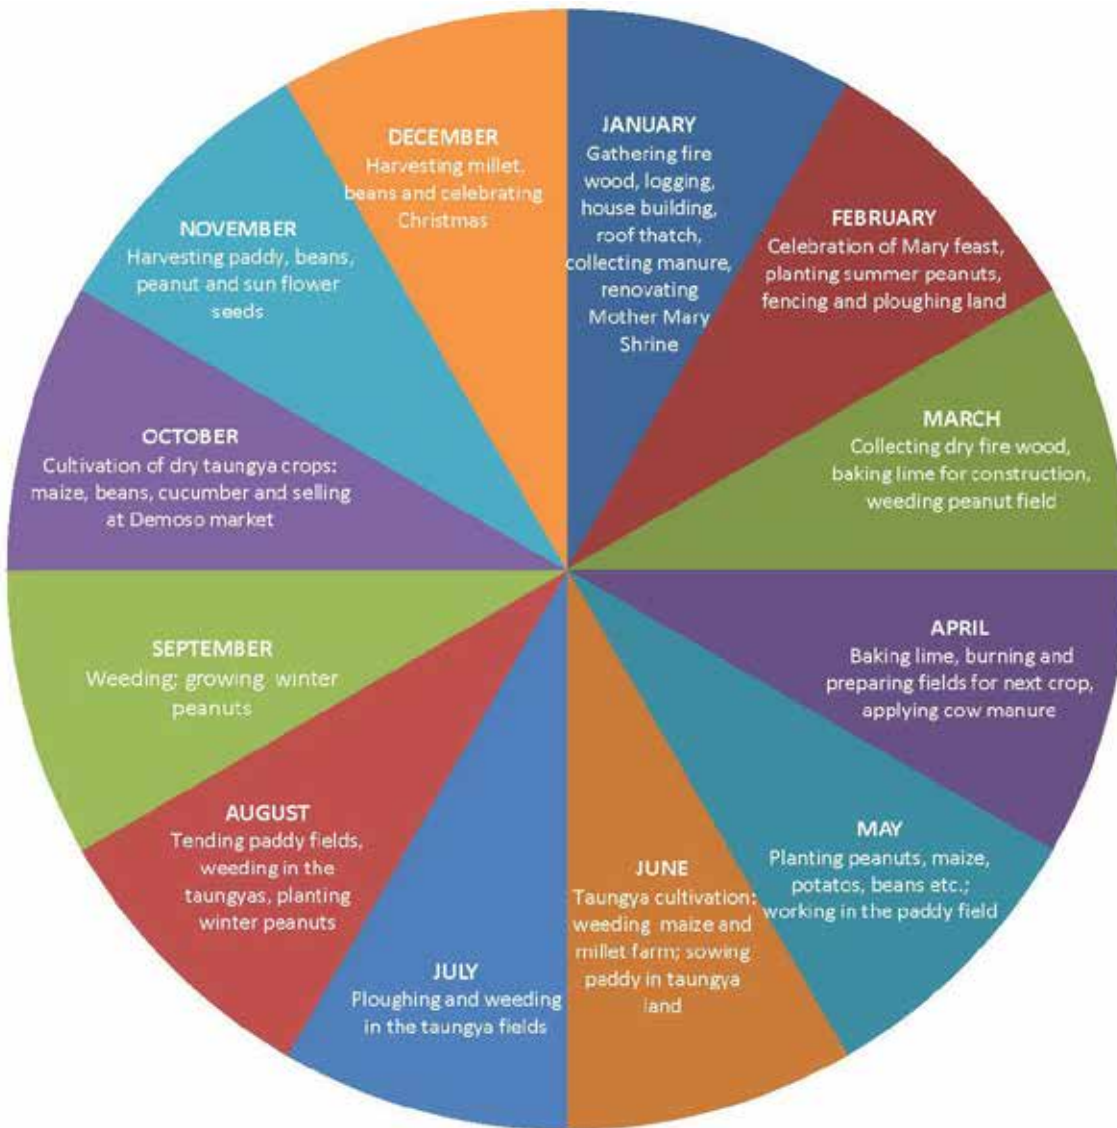 JANUARY
Gathering fire
wood, logging,
house building,
roof thatch,
collecting manure,
renovating
Mother Mary
Shrine
FEBRUARY
Celebration of Mary feast,
planting summer peanuts,
fencing and ploughing land
MARCH
Collecting dry fire wood,
baking lime for construction,
weeding peanut field
APRIL
Baking lime, burning and
preparing fields for next crop,
applying cow manure
MAY
Planting peanuts, maize,
potatos, beans etc.;
working in the paddy field
JUNE
Taungya cultivation:
weeding maize and
millet farm; sowing
paddy in taungya
land
JULY
Ploughing and weeding
in the taungya fields
AUGUST
Tending paddy fields,
weeding in the
taungyas, planting
winter peanuts
SEPTEMBER
Weeding: growing winter
peanuts
OCTOBER
Cultivation of dry taungya crops:
maize, beans, cucumber and selling
at Demoso market
NOVEMBER
Harvesting paddy, beans,
peanut and sun flower
seeds
DECEMBER
Harvesting millet,
beans and celebrating
Christmas